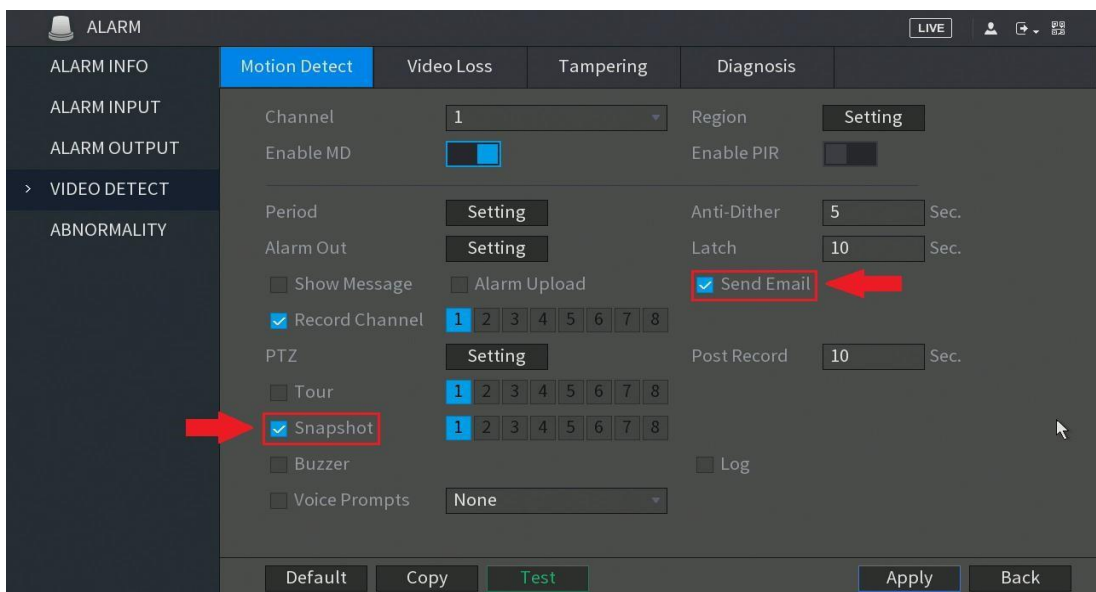 ALARM
LIVE
ALARM INFO
ALARM INPUT
ALARM OUTPUT
> VIDEO DETECT
ABNORMALITY
Motion Detect Video Loss Tampering Diagnosis
Channel 1 Region Setting
Enable MD Enable PIR
Period Setting Anti-Dither 5 Sec.
Alarm Out Setting Latch 10 Sec.
Show Message Alarm Upload Send Email
Record Channel 1 2 3 4 5 6 7 8
PTZ Setting Post Record 10 Sec.
Tour 1 2 3 4 5 6 7 8
Snapshot 1 2 3 4 5 6 7 8
Buzzer Log
Voice Prompts None
Default Copy Test Apply Back